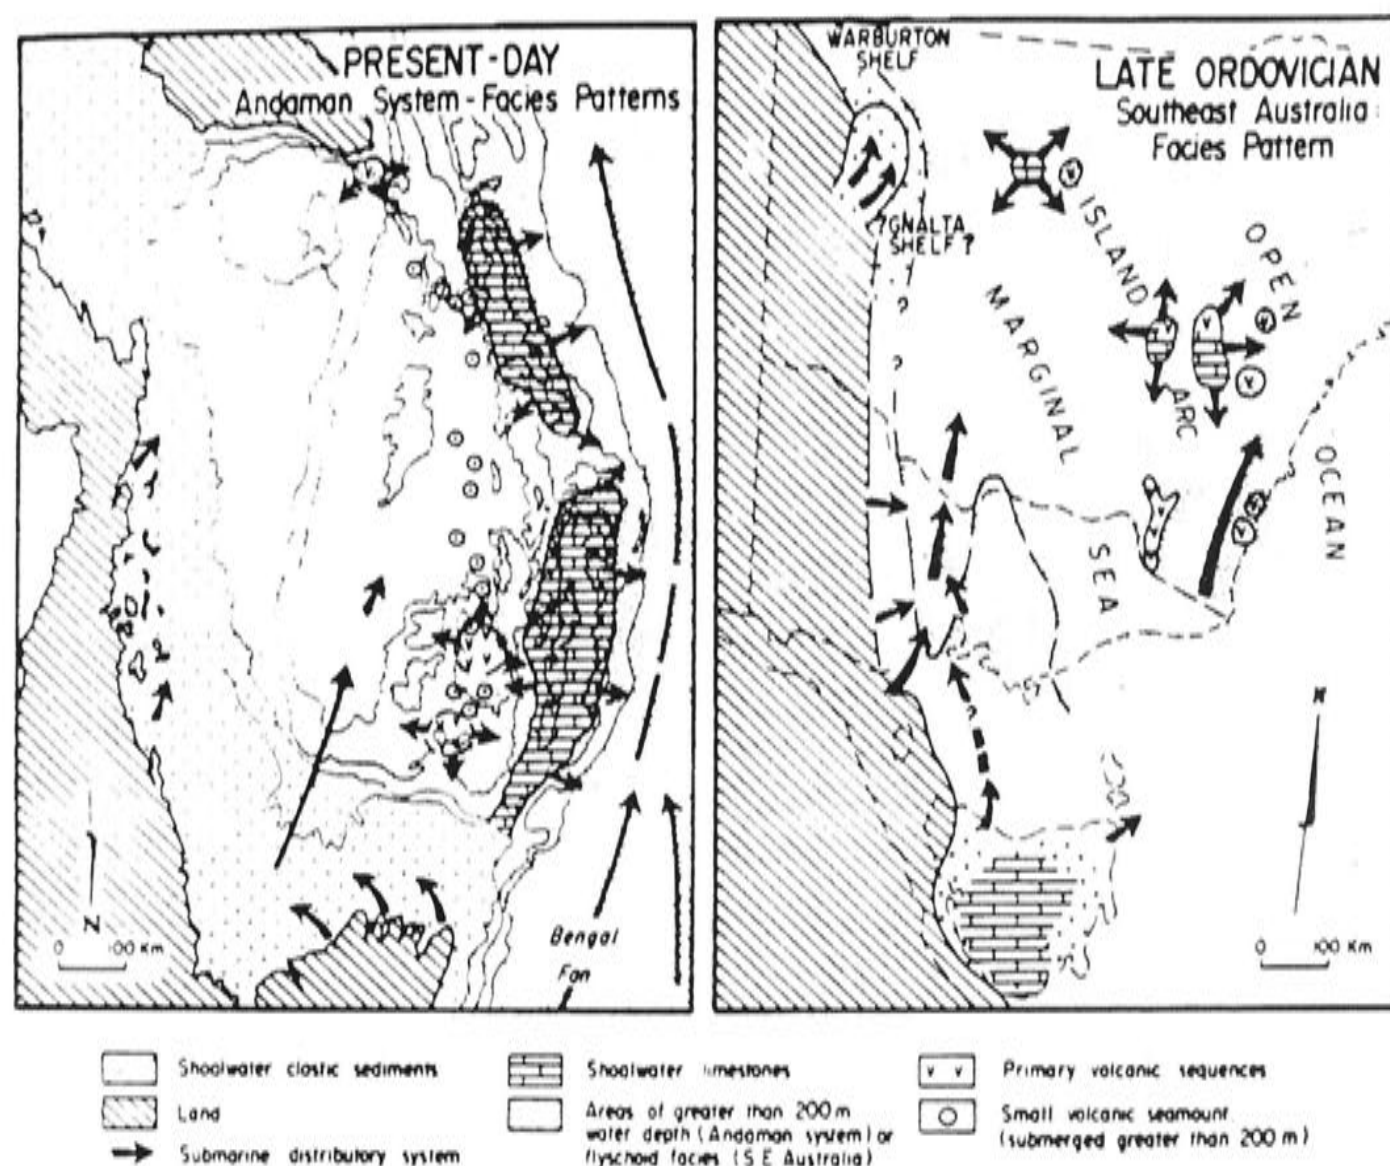 PRESENT-DAY
Andaman System-Facies Patterns
N
0 100 Km
Bengal
Fan
WARBURTON
SHELF
LATE ORDOVICIAN
Southeast Australia
Facies Pattern
?GNALTA
SHELF ?
ISLAND
ARC
OPEN
OCEAN
MARGINAL
SEA
?
?
N
0 100 Km
Shoalwater clastic sediments
Land
Submarine distributory system
Shoalwater limestones
Areas of greater than 200m
water depth (Andaman system) or
flyschoid facies (S E Australia)
v v Primary volcanic sequences
Small volcanic seamount
(submerged greater than 200m)